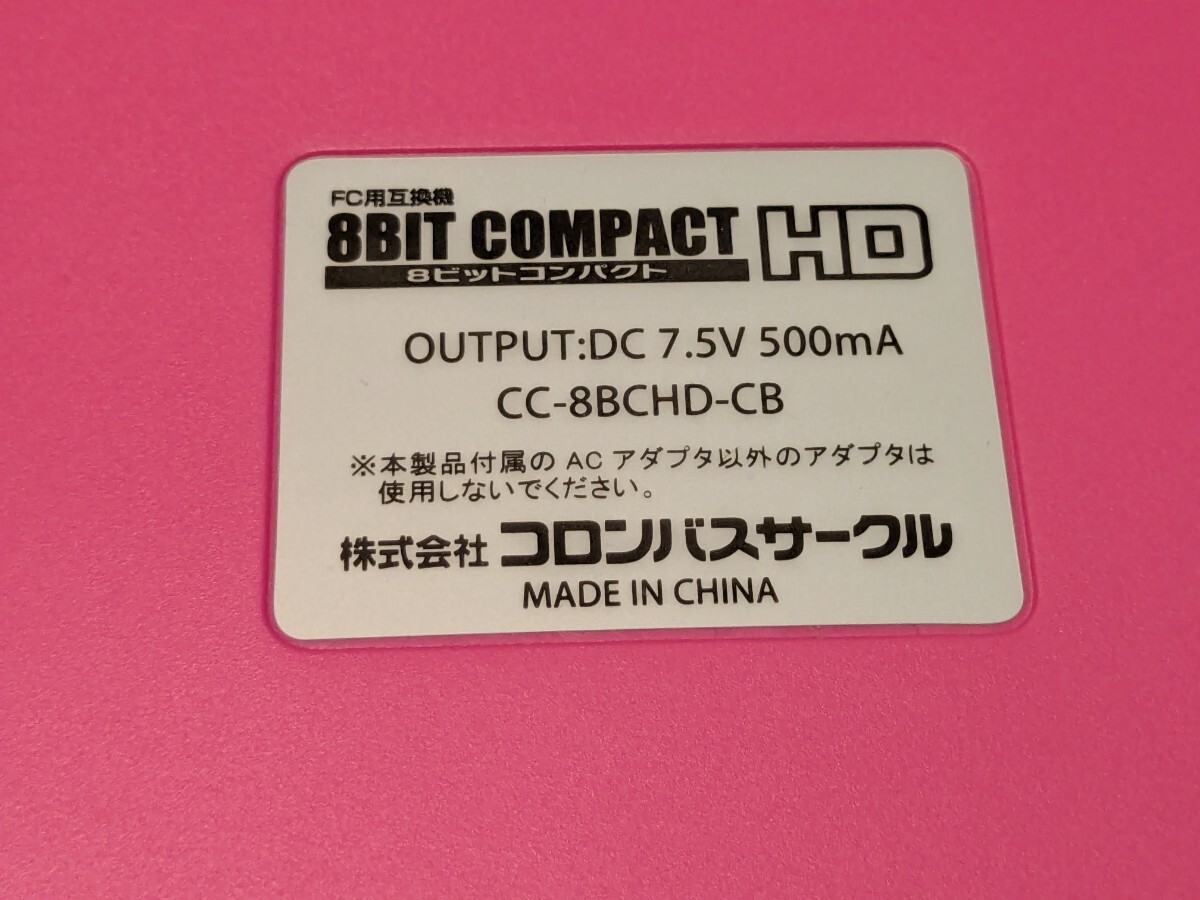 FC用互換機
8BIT COMPACT HD
8ビットコンパクト
OUTPUT:DC 7.5V 500mA
CC-8BCHD-CB
※本製品付属の AC アダプタ以外のアダプタは
使用しないでください。
株式会社 コロンバスサークル
MADE IN CHINA